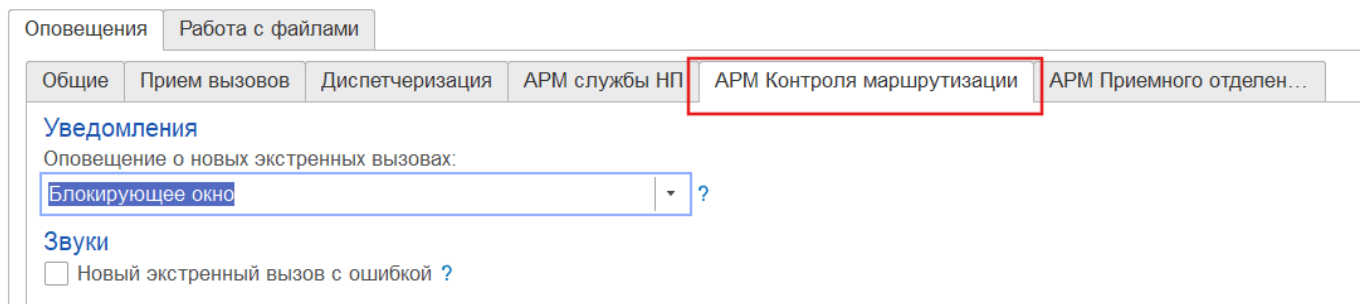 Оповещения Работа с файлами
Общие Прием вызовов Диспетчеризация АРМ службы НП АРМ Контроля маршрутизации АРМ Приемного отделен...
Уведомления
Оповещение о новых экстренных вызовах:
Блокирующее окно ?
Звуки
Новый экстренный вызов с ошибкой ?